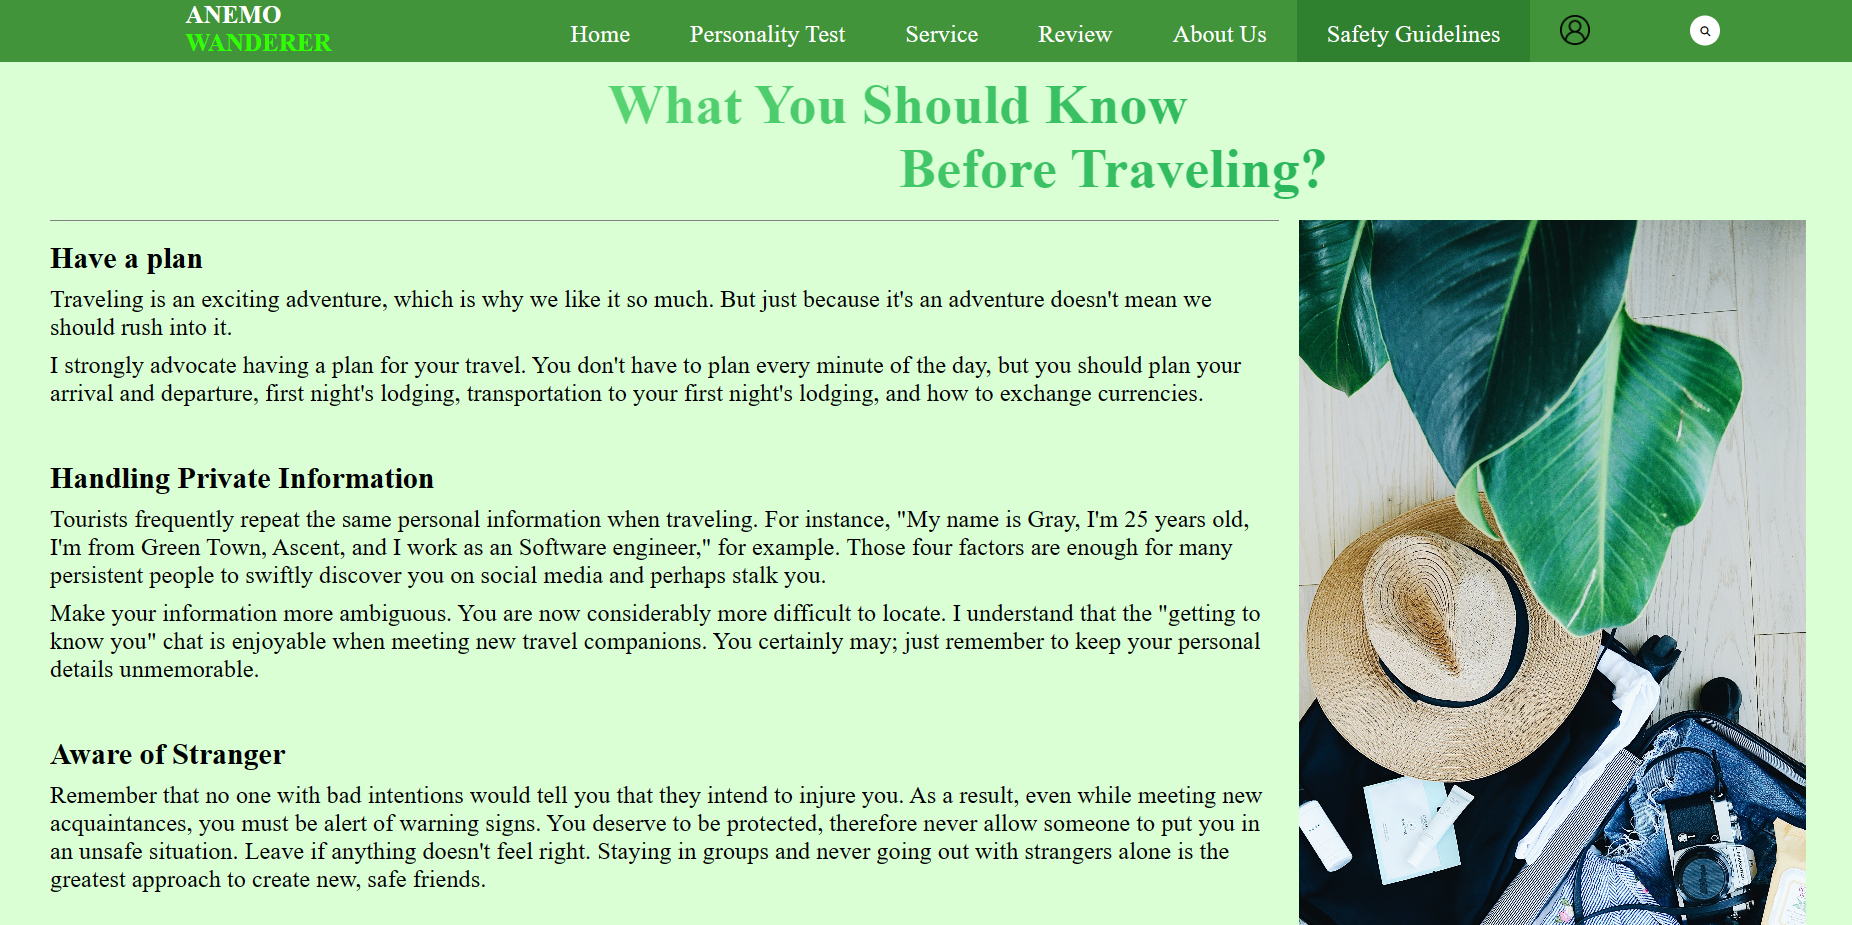 ANEMO
WANDERER
Home Personality Test Service Review About Us Safety Guidelines
What You Should Know
Before Traveling?
Have a plan
Traveling is an exciting adventure, which is why we like it so much. But just because it's an adventure doesn't mean we
should rush into it.
I strongly advocate having a plan for your travel. You don't have to plan every minute of the day, but you should plan your
arrival and departure, first night's lodging, transportation to your first night's lodging, and how to exchange currencies.
Handling Private Information
Tourists frequently repeat the same personal information when traveling. For instance, "My name is Gray, I'm 25 years old,
I'm from Green Town, Ascent, and I work as an Software engineer," for example. Those four factors are enough for many
persistent people to swiftly discover you on social media and perhaps stalk you.
Make your information more ambiguous. You are now considerably more difficult to locate. I understand that the "getting to
know you" chat is enjoyable when meeting new travel companions. You certainly may; just remember to keep your personal
details unmemorable.
Aware of Stranger
Remember that no one with bad intentions would tell you that they intend to injure you. As a result, even while meeting new
acquaintances, you must be alert of warning signs. You deserve to be protected, therefore never allow someone to put you in
an unsafe situation. Leave if anything doesn't feel right. Staying in groups and never going out with strangers alone is the
greatest approach to create new, safe friends.